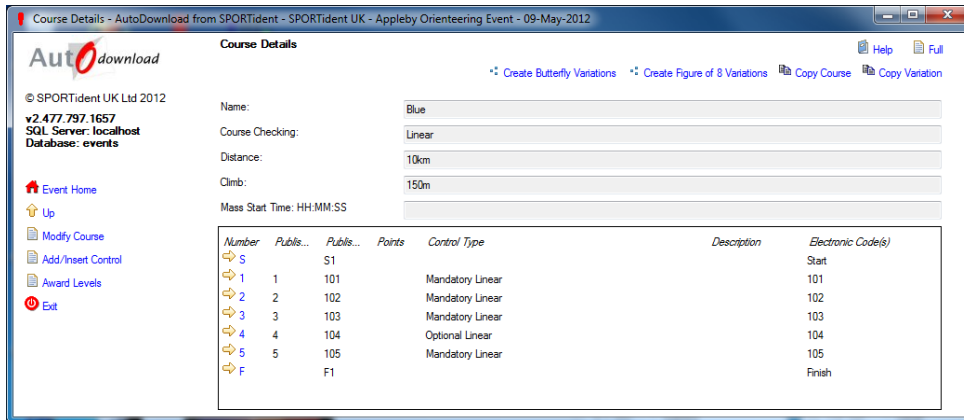 Course Details - AutoDownload from SPORTident - SPORTident UK - Appleby Orienteering Event - 09-May-2012
Auto download
Course Details
Help Full
Create Butterfly Variations Create Figure of 8 Variations Copy Course Copy Variation
© SPORTident UK Ltd 2012
v2.477.797.1657
SQL Server: localhost
Database: events
Event Home
Up
Modify Course
Add/Insert Control
Award Levels
Exit
Name: Blue
Course Checking: Linear
Distance: 10km
Climb: 150m
Mass Start Time: HH:MM:SS
Number Publis... Publis... Points Control Type Description Electronic Code(s)
S S1 Start
1 1 101 Mandatory Linear 101
2 2 102 Mandatory Linear 102
3 3 103 Mandatory Linear 103
4 4 104 Optional Linear 104
5 5 105 Mandatory Linear 105
F F1 Finish